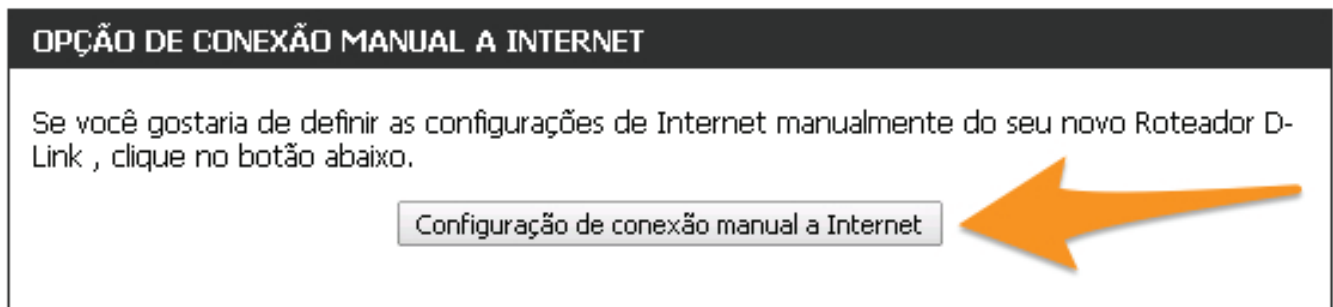 OPÇÃO DE CONEXÃO MANUAL A INTERNET
Se você gostaria de definir as configurações de Internet manualmente do seu novo Roteador D-
Link , clique no botão abaixo.
Configuração de conexão manual a Internet